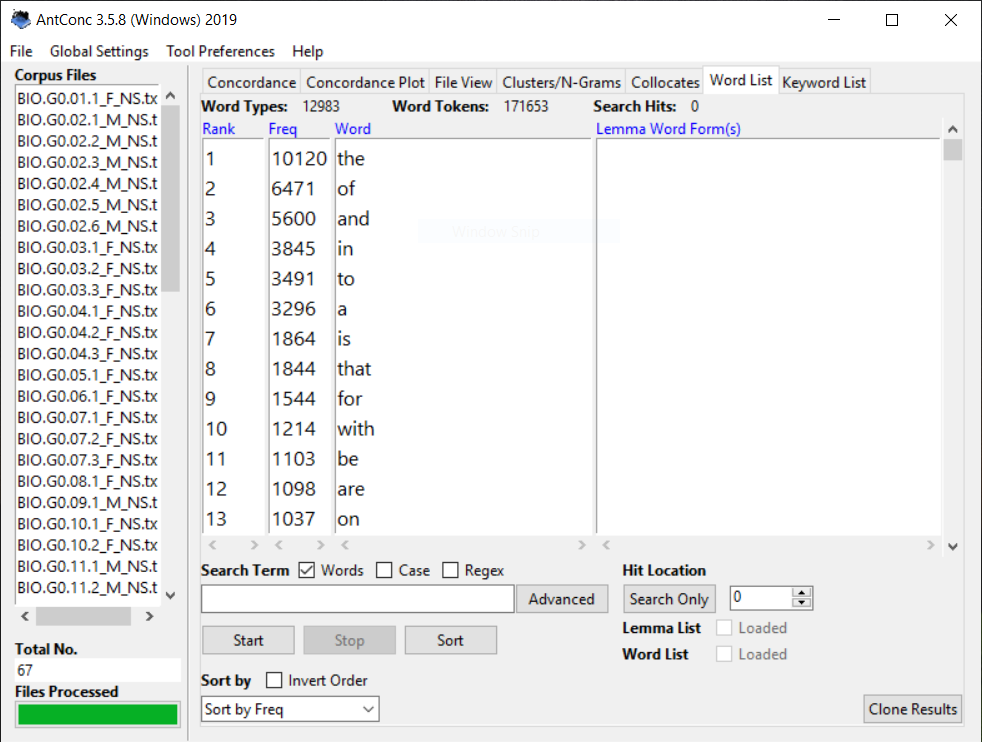 AntConc 3.5.8 (Windows) 2019
File Global Settings Tool Preferences Help
Corpus Files
BIO.G0.01.1_F_NS.tx
BIO.G0.02.1_M_NS.t
BIO.G0.02.2_M_NS.t
BIO.G0.02.3_M_NS.t
BIO.G0.02.4_M_NS.t
BIO.G0.02.5_M_NS.t
BIO.G0.02.6_M_NS.t
BIO.G0.03.1_F_NS.tx
BIO.G0.03.2_F_NS.tx
BIO.G0.03.3_F_NS.tx
BIO.G0.04.1_F_NS.tx
BIO.G0.04.2_F_NS.tx
BIO.G0.04.3_F_NS.tx
BIO.G0.05.1_F_NS.tx
BIO.G0.06.1_F_NS.tx
BIO.G0.07.1_F_NS.tx
BIO.G0.07.2_F_NS.tx
BIO.G0.07.3_F_NS.tx
BIO.G0.08.1_F_NS.tx
BIO.G0.09.1_M_NS.t
BIO.G0.10.1_F_NS.tx
BIO.G0.10.2_F_NS.tx
BIO.G0.11.1_M_NS.t
BIO.G0.11.2_M_NS.t
Total No.
67
Files Processed
Concordance Concordance Plot File View Clusters/N-Grams Collocates Word List Keyword List
Word Types: 12983 Word Tokens: 171653 Search Hits: 0
Rank Freq Word Lemma Word Form(s)
1 10120 the
2 6471 of
3 5600 and
Window Snip
4 3845 in
5 3491 to
6 3296 a
7 1864 is
8 1844 that
9 1544 for
10 1214 with
11 1103 be
12 1098 are
13 1037 on
Search Term Words Case Regex Hit Location
Advanced Search Only 0
Start Stop Sort Lemma List Loaded
Word List Loaded
Sort by Invert Order
Sort by Freq Clone Results